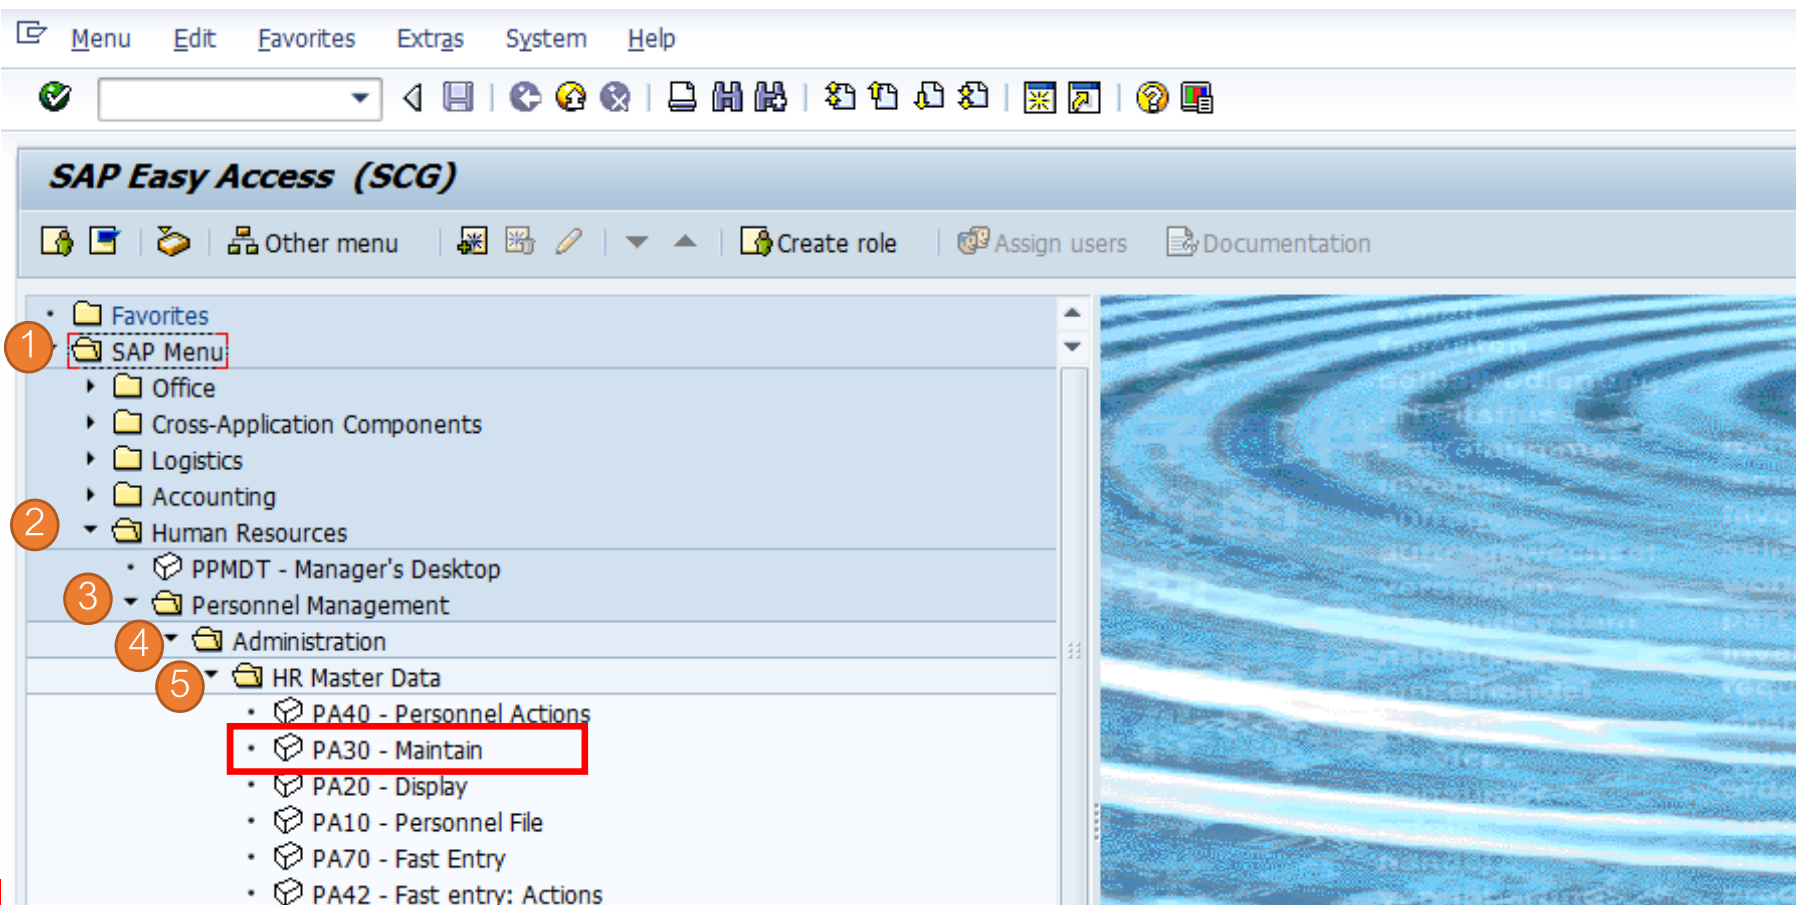 Menu Edit Favorites Extras System Help
SAP Easy Access (SCG)
Other menu Create role Assign users Documentation
Favorites
1 SAP Menu
Office
Cross-Application Components
Logistics
Accounting
2 Human Resources
PPMDT - Manager's Desktop
3 Personnel Management
4 Administration
5 HR Master Data
PA40 - Personnel Actions
PA30 - Maintain
PA20 - Display
PA10 - Personnel File
PA70 - Fast Entry
PA42 - Fast entry: Actions